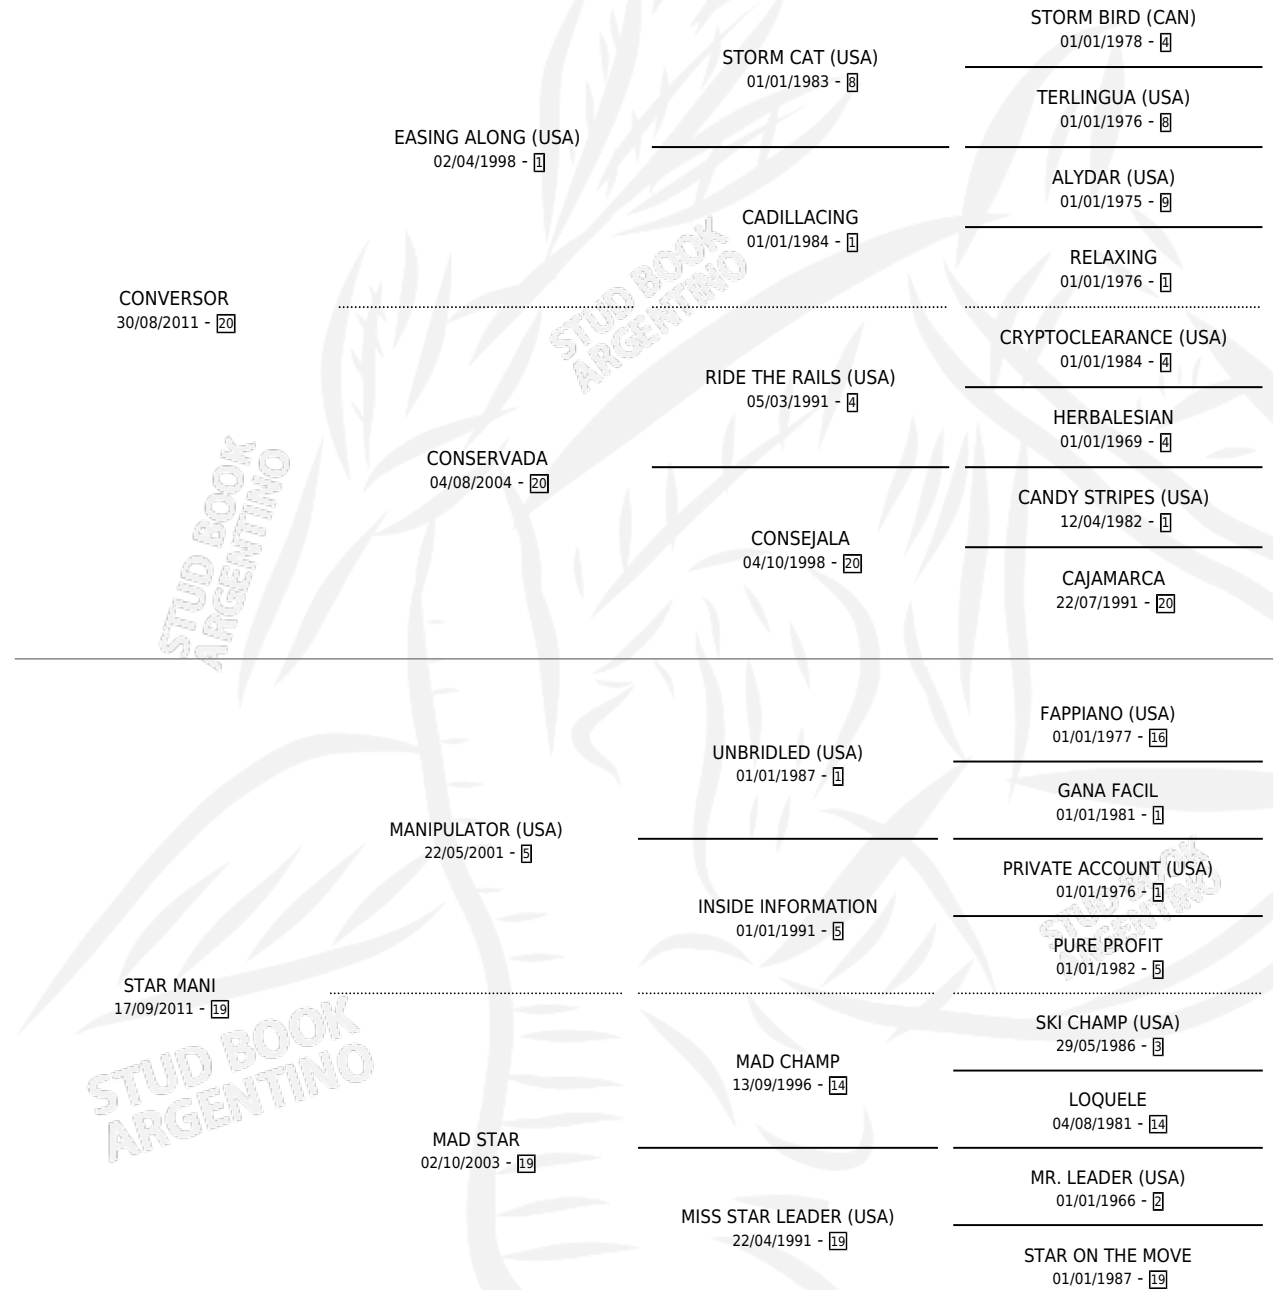 STORM BIRD (CAN)
01/01/1978 - 4
STORM CAT (USA)
01/01/1983 - 8
TERLINGUA (USA)
01/01/1976 - 8
EASING ALONG (USA)
02/04/1998 - 1
ALYDAR (USA)
01/01/1975 - 9
CADILLACING
01/01/1984 - 1
RELAXING
01/01/1976 - 1
CONVERSOR
30/08/2011 - 20
CRYPTOCLEARANCE (USA)
01/01/1984 - 4
RIDE THE RAILS (USA)
05/03/1991 - 4
HERBALESIAN
01/01/1969 - 4
CONSERVADA
04/08/2004 - 20
CANDY STRIPES (USA)
12/04/1982 - 1
CONSEJALA
04/10/1998 - 20
CAJAMARCA
22/07/1991 - 20
STUD BOOK
ARGENTINO
STUD BOOK
ARGENTINO
FAPPIANO (USA)
01/01/1977 - 16
UNBRIDLED (USA)
01/01/1987 - 1
GANA FACIL
01/01/1981 - 1
MANIPULATOR (USA)
22/05/2001 - 5
PRIVATE ACCOUNT (USA)
01/01/1976 - 1
INSIDE INFORMATION
01/01/1991 - 5
PURE PROFIT
01/01/1982 - 5
STUD BOOK
ARGENTINO
STAR MANI
17/09/2011 - 19
SKI CHAMP (USA)
29/05/1986 - 3
MAD CHAMP
13/09/1996 - 14
LOQUELE
04/08/1981 - 14
MAD STAR
02/10/2003 - 19
MR. LEADER (USA)
01/01/1966 - 2
MISS STAR LEADER (USA)
22/04/1991 - 19
STAR ON THE MOVE
01/01/1987 - 19
STUD BOOK
ARGENTINO